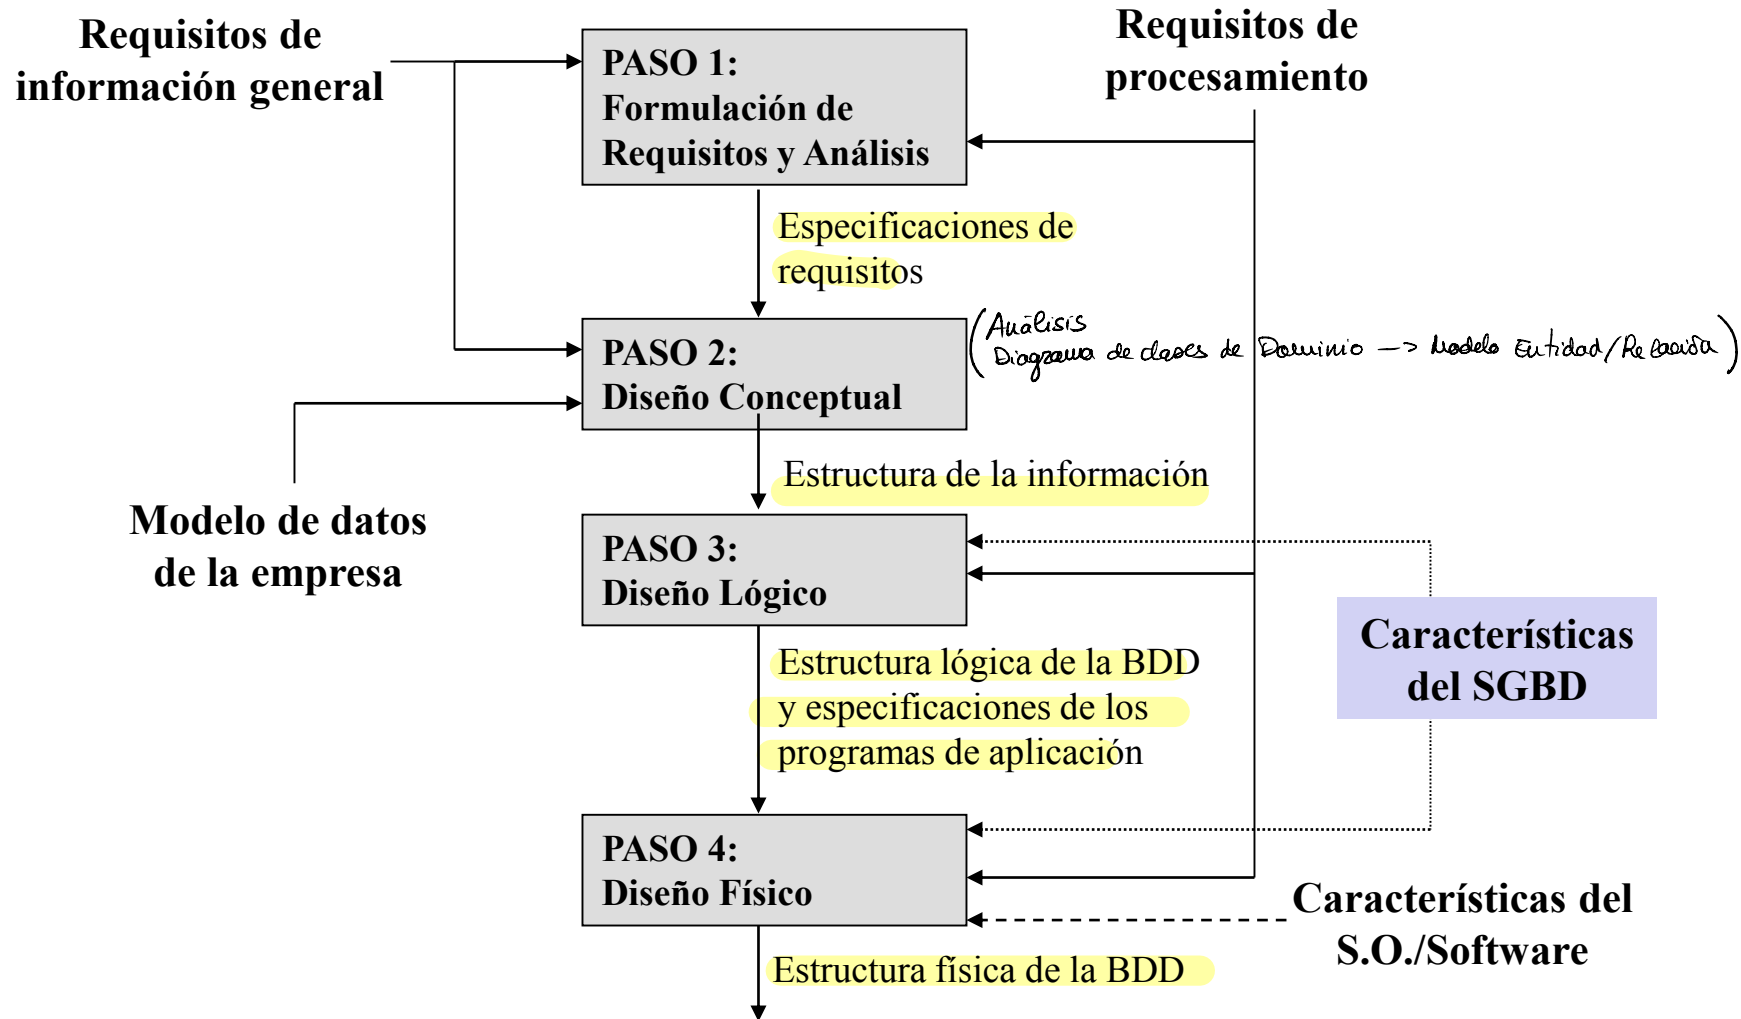 Requisitos de
información general
PASO 1:
Formulación de
Requisitos y Análisis
Requisitos de
procesamiento
Especificaciones de
requisitos
PASO 2:
Diseño Conceptual
(Análisis
Diagrama de clases de Dominio -> Modelo Entidad/Relación)
Modelo de datos
de la empresa
Estructura de la información
PASO 3:
Diseño Lógico
Características
del SGBD
Estructura lógica de la BDD
y especificaciones de los
programas de aplicación
PASO 4:
Diseño Físico
Características del
S.O./Software
Estructura física de la BDD